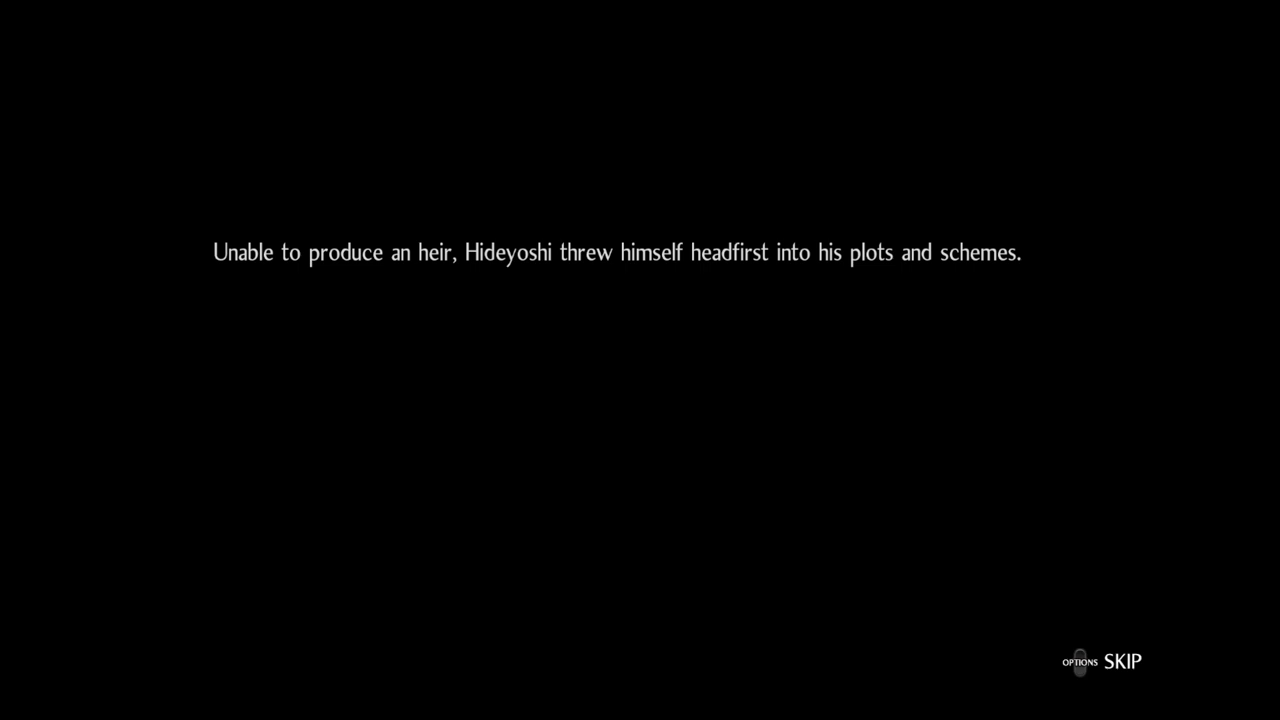 Unable to produce an heir, Hideyoshi threw himself headfirst into his plots and schemes.
OPTIONS SKIP